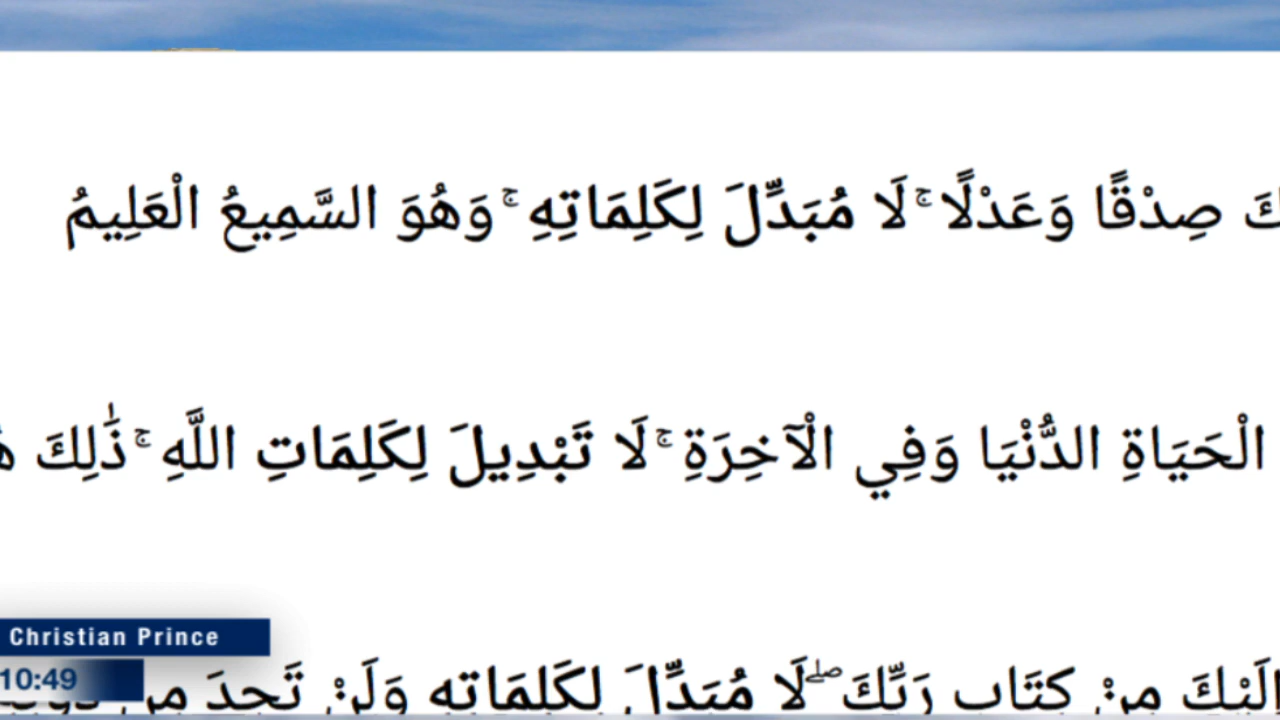 صِدْقًا وَعَدْلًا ۚ لَا مُبَدِّلَ لِكَلِمَاتِهِ ۚ وَهُوَ السَّمِيعُ الْعَلِيمُ
الْحَيَاةِ الدُّنْيَا وَفِي الْآخِرَةِ ۚ لَا تَبْدِيلَ لِكَلِمَاتِ اللَّهِ ۚ ذَٰلِكَ
إِلَيْكَ مِنْ كِتَابِ رَبِّكَ ۖ لَا مُبَدِّلَ لِكَلِمَاتِهِ وَلَنْ تَجِدَ مِنْ
Christian Prince
10:49